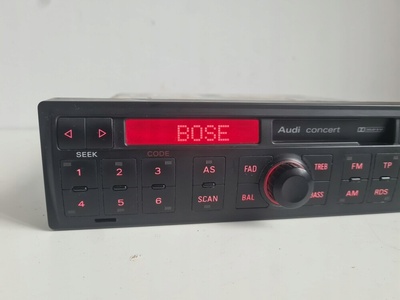 BOSE
Audi concert
SEEK CODE
1 2 3 AS FAD TREB FM TP
4 5 6 SCAN BAL BASS AM RDS